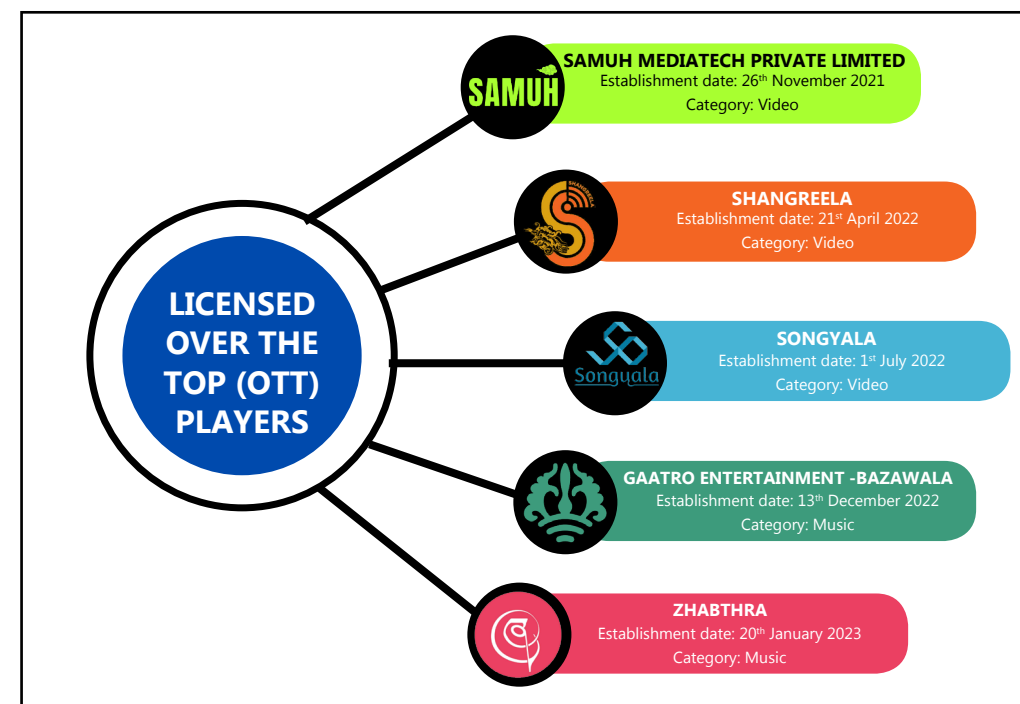 LICENSED
OVER THE
TOP (OTT)
PLAYERS
SAMUH
SAMUH MEDIATECH PRIVATE LIMITED
Establishment date: 26th November 2021
Category: Video
SHANGREELA
SHANGREELA
Establishment date: 21st April 2022
Category: Video
Songyala
SONGYALA
Establishment date: 1st July 2022
Category: Video
GAATRO ENTERTAINMENT -BAZAWALA
Establishment date: 13th December 2022
Category: Music
ZHABTHRA
Establishment date: 20th January 2023
Category: Music